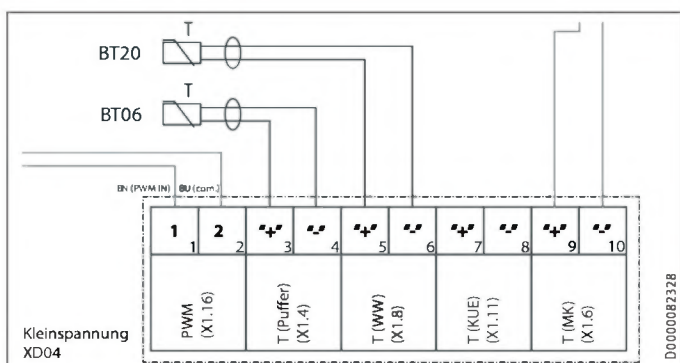 T
BT20
T
BT06
BN (PWM IN) BU (com.)
1 2 "+" "-" "+" "-" "+" "-" "+" "-"
1 2 3 4 5 6 7 8 9 10
PWM (X1.16)
T (Puffer) (X1.4)
T (WW) (X1.8)
T (KUE) (X1.11)
T (MK) (X1.6)
Kleinspannung
XD04
D0000082328